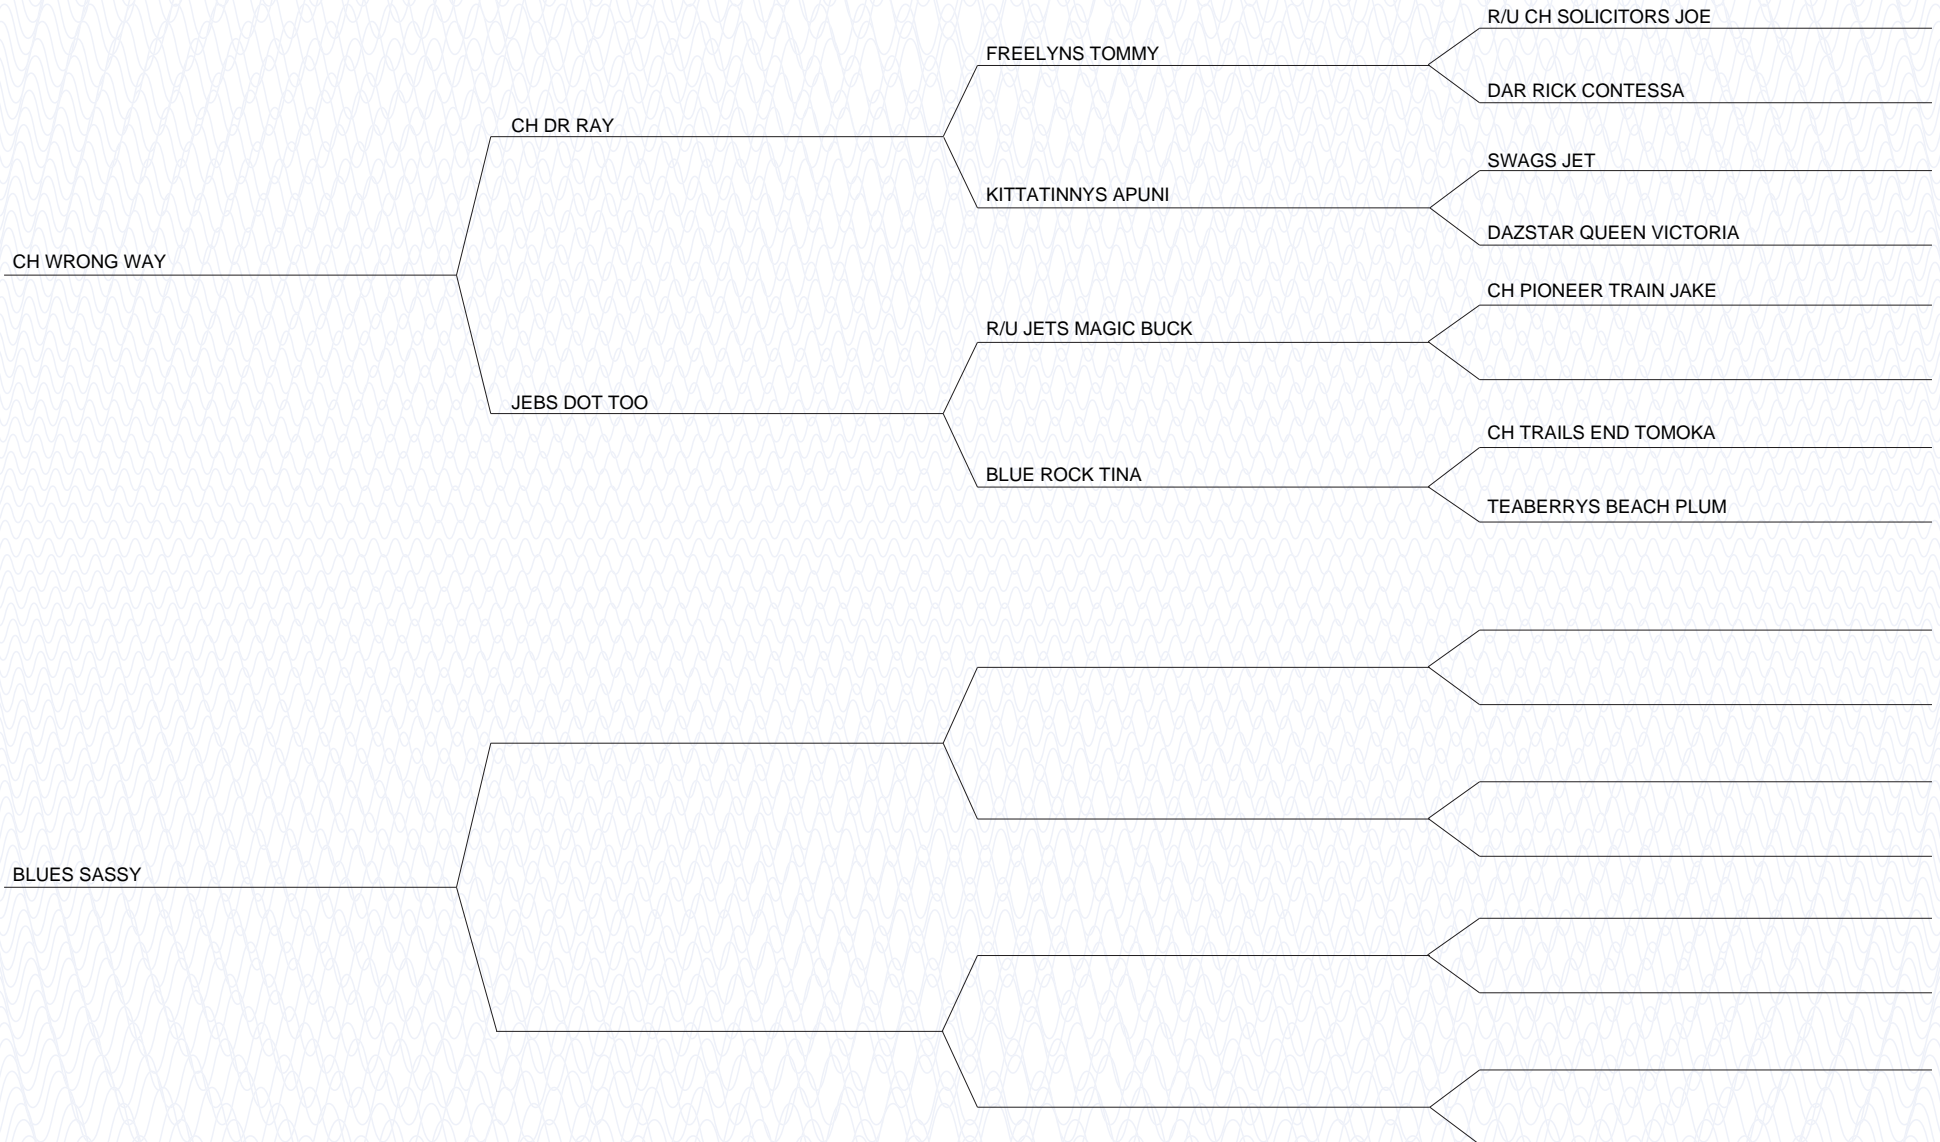 R/U CH SOLICITORS JOE
FREELYNS TOMMY
DAR RICK CONTESSA
CH DR RAY
SWAGS JET
KITTATINNYS APUNI
DAZSTAR QUEEN VICTORIA
CH WRONG WAY
CH PIONEER TRAIN JAKE
R/U JETS MAGIC BUCK
JEBS DOT TOO
CH TRAILS END TOMOKA
BLUE ROCK TINA
TEABERRYS BEACH PLUM
BLUES SASSY